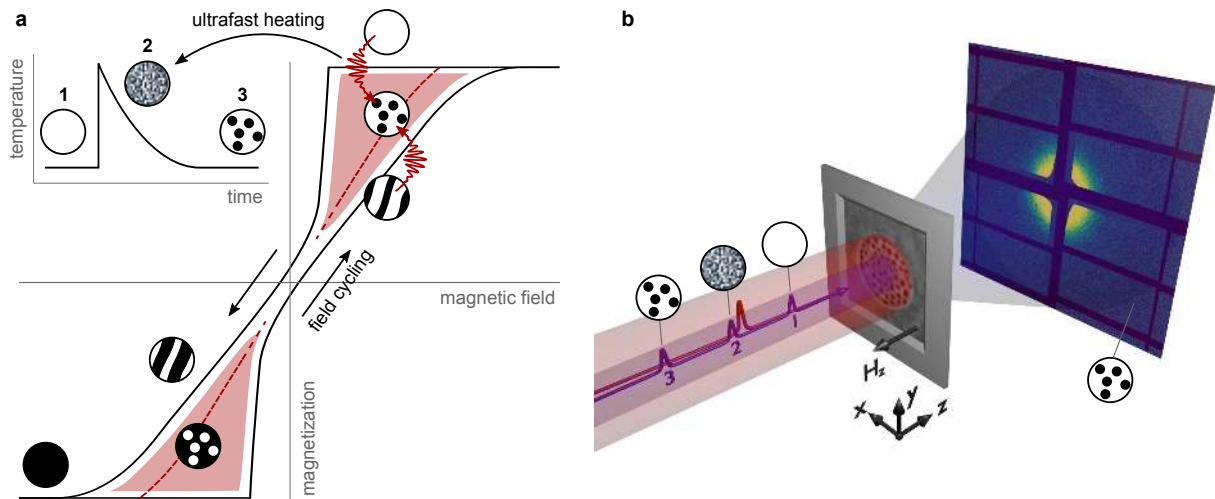 a
ultrafast heating
temperature
1
2
3
time
magnetic field
field cycling
magnetization
b
1
2
3
Hz
x
y
z